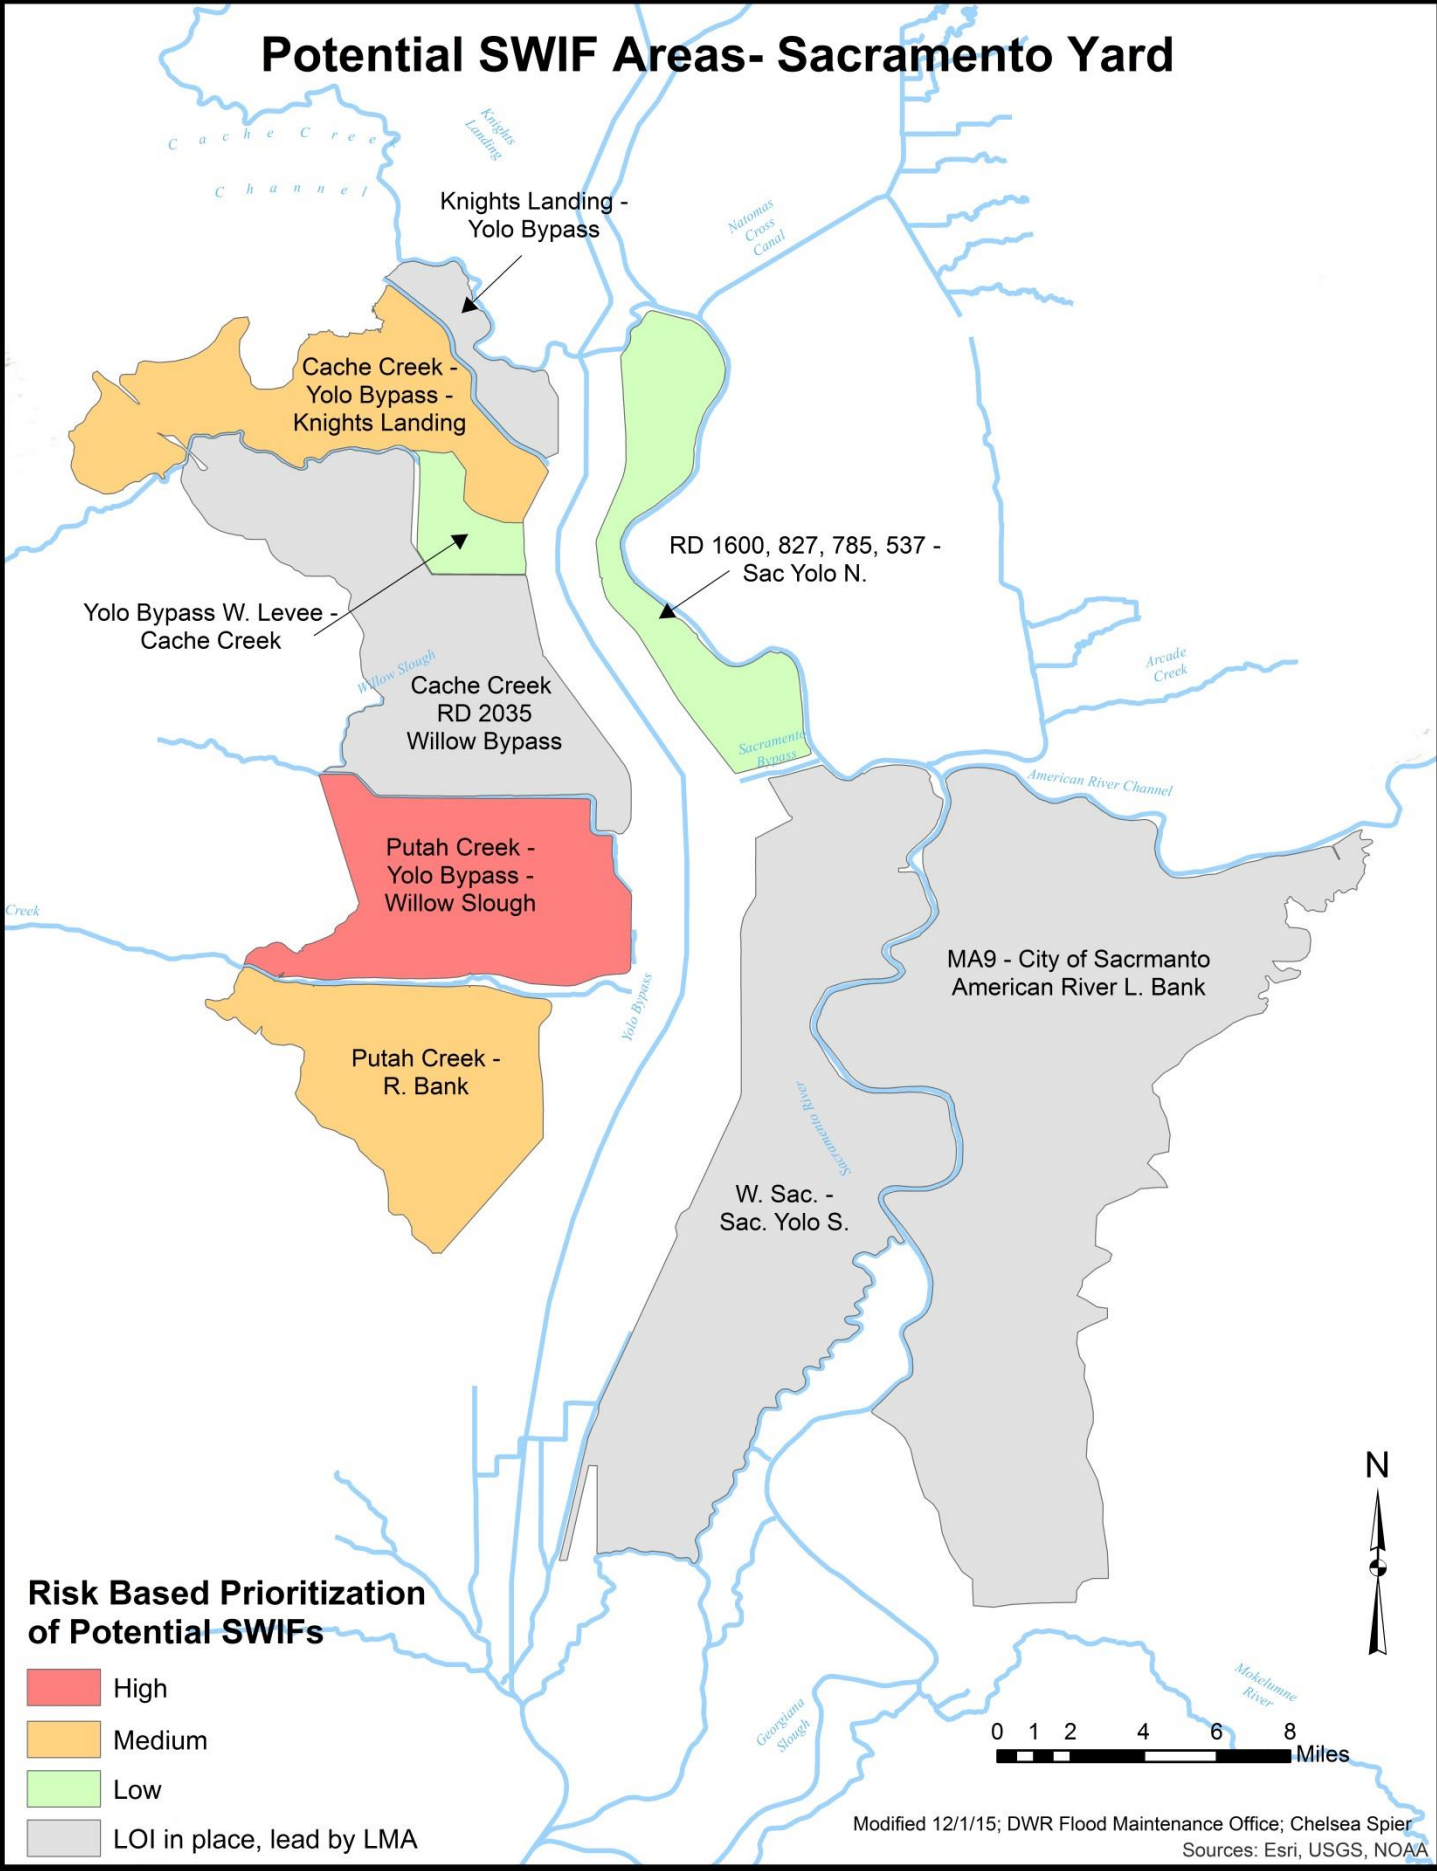 Potential SWIF Areas- Sacramento Yard
Cache Creek
Channel
Knights
Landing
Knights Landing -
Yolo Bypass
Natomas
Cross
Canal
Cache Creek -
Yolo Bypass -
Knights Landing
RD 1600, 827, 785, 537 -
Sac Yolo N.
Yolo Bypass W. Levee -
Cache Creek
Willow Slough
Arcade
Creek
Cache Creek
RD 2035
Willow Bypass
Sacramento
Bypass
American River Channel
Putah Creek -
Yolo Bypass -
Willow Slough
Creek
MA9 - City of Sacrmanto
American River L. Bank
Yolo Bypass
Putah Creek -
R. Bank
Sacramento River
W. Sac. -
Sac. Yolo S.
N
Risk Based Prioritization
of Potential SWIFs
High
Medium
Low
LOI in place, lead by LMA
Georgiana
Slough
Mokelumne
River
0 1 2 4 6 8
Miles
Modified 12/1/15; DWR Flood Maintenance Office; Chelsea Spier
Sources: Esri, USGS, NOAA